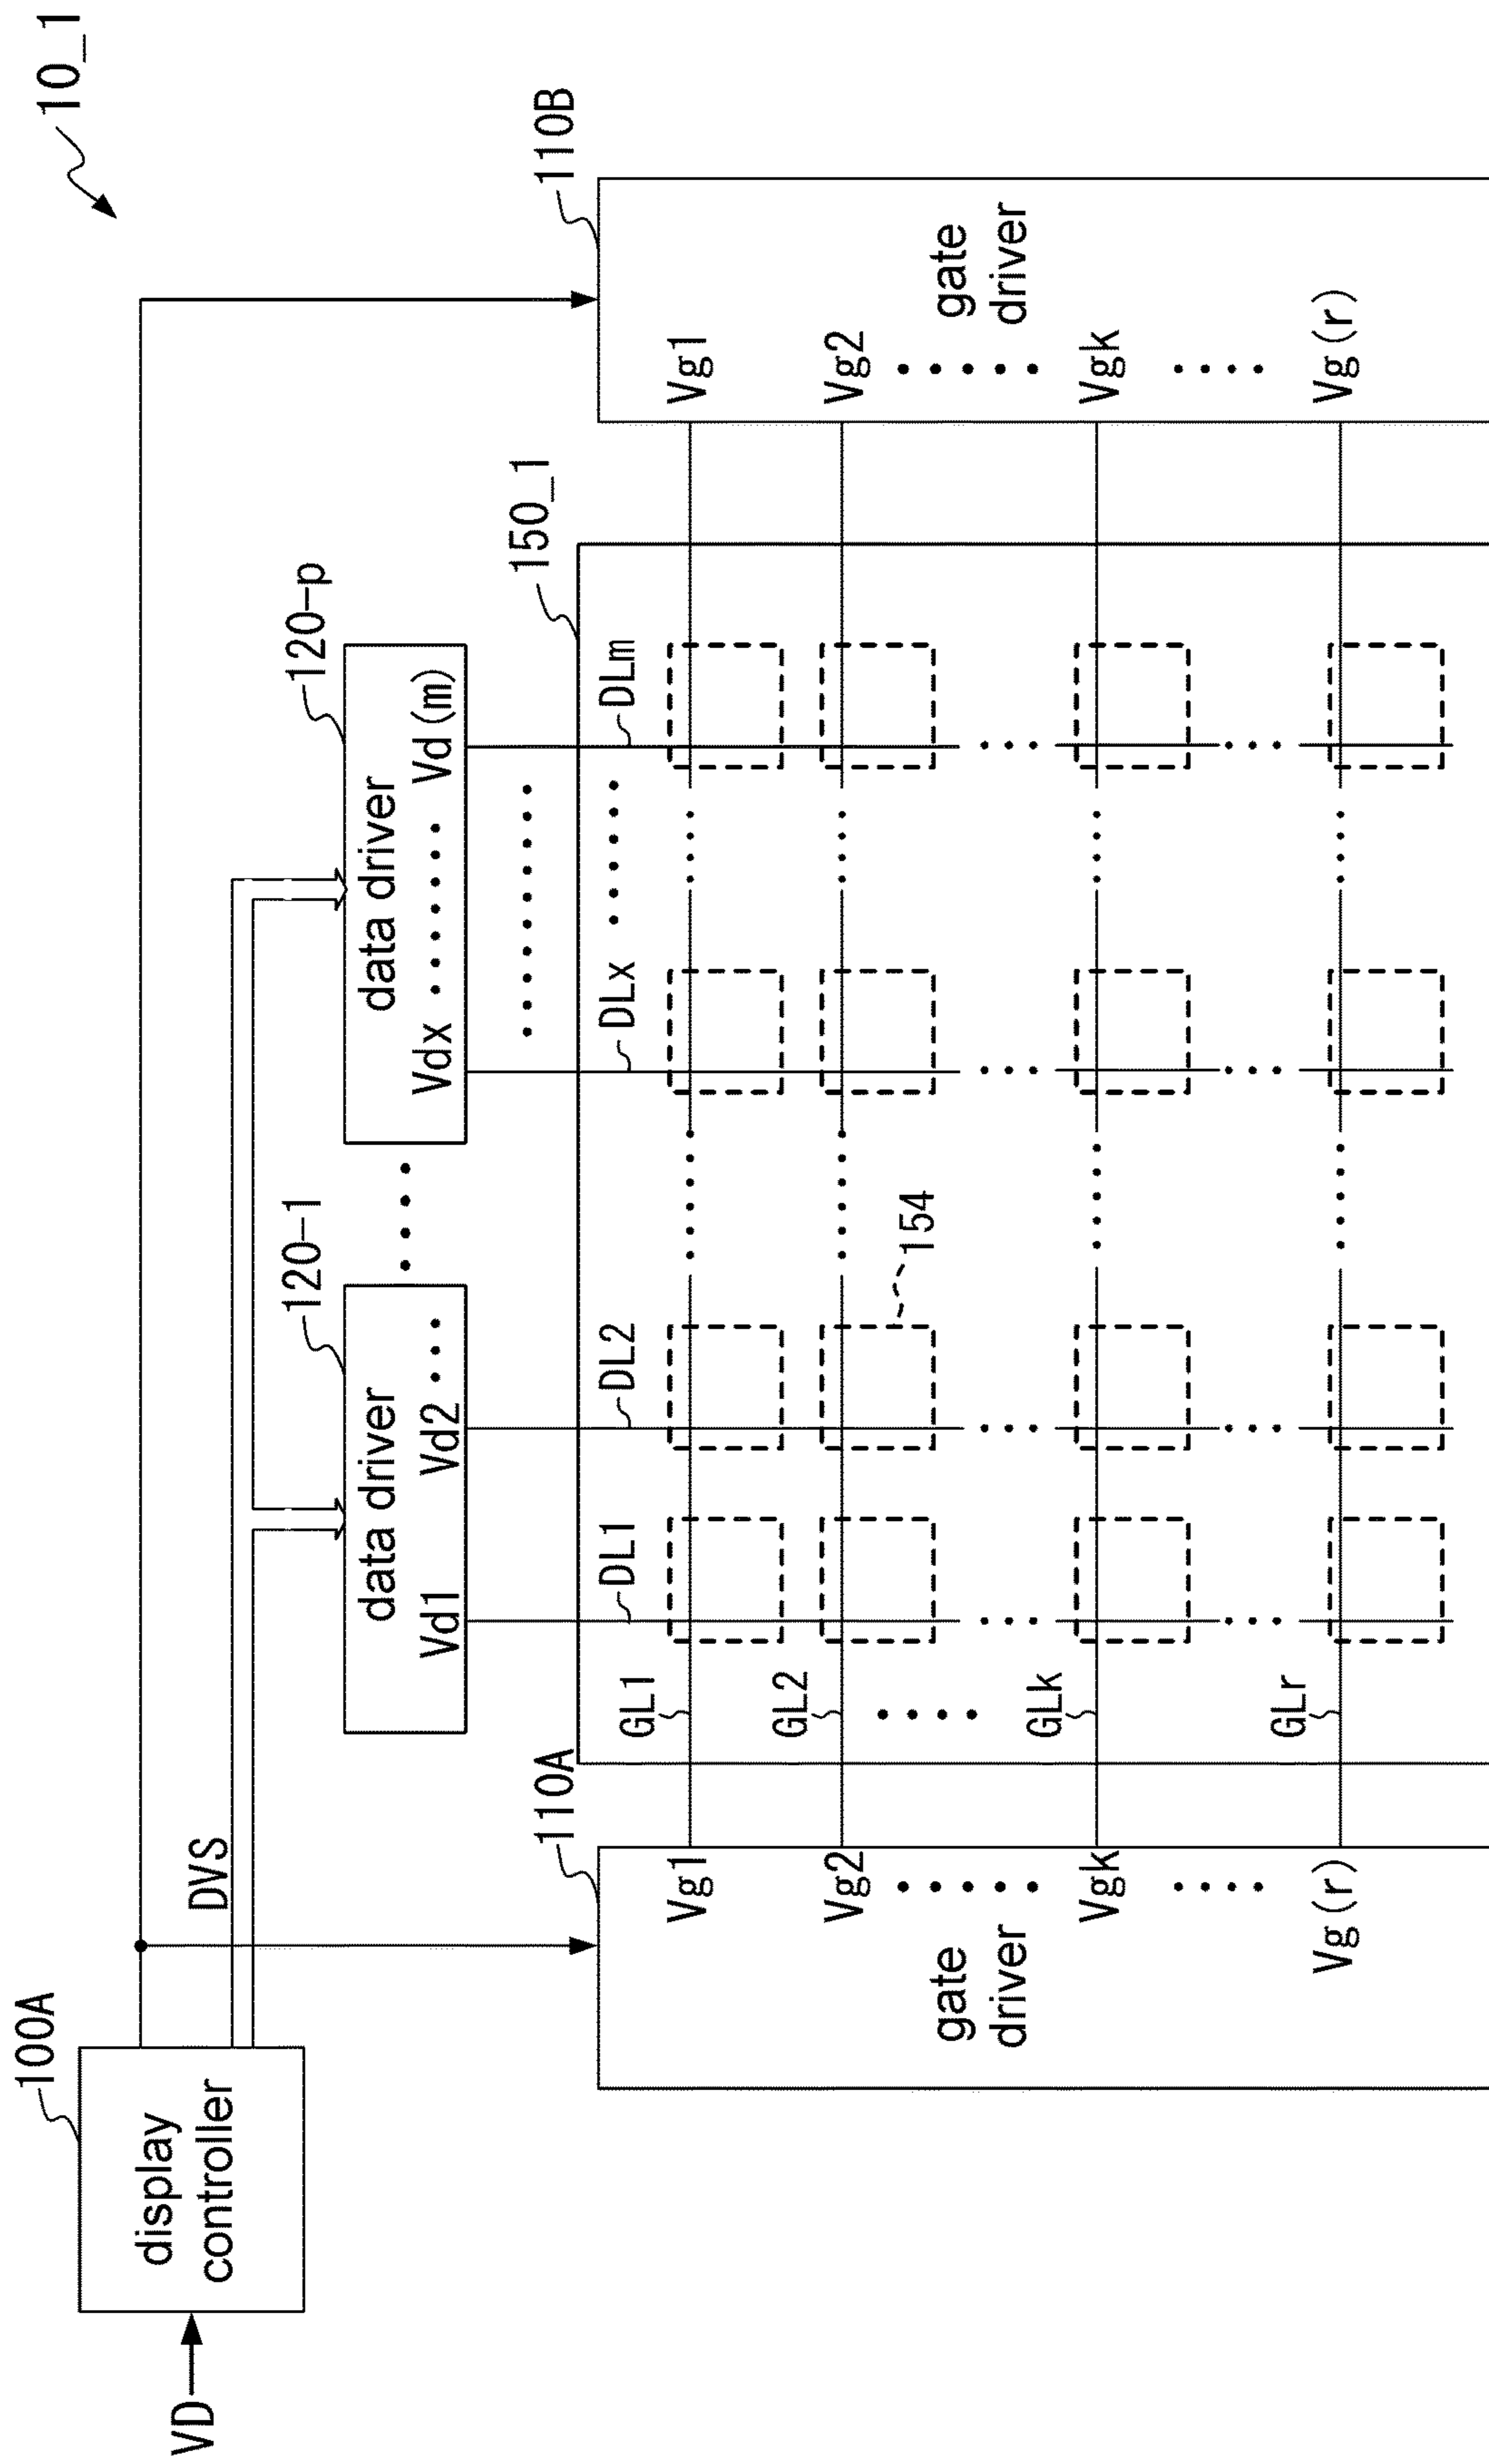 10_1
100A
VD
display
controller
DVS
120-1
120-p
data driver
data driver
Vd1
Vd2
Vdx
Vd(m)
110A
150_1
110B
DL1
DL2
DLx
DLm
gate
driver
Vg1
Vg2
Vgk
Vg(r)
GL1
GL2
GLk
GLr
154
gate
driver
Vg1
Vg2
Vgk
Vg(r)